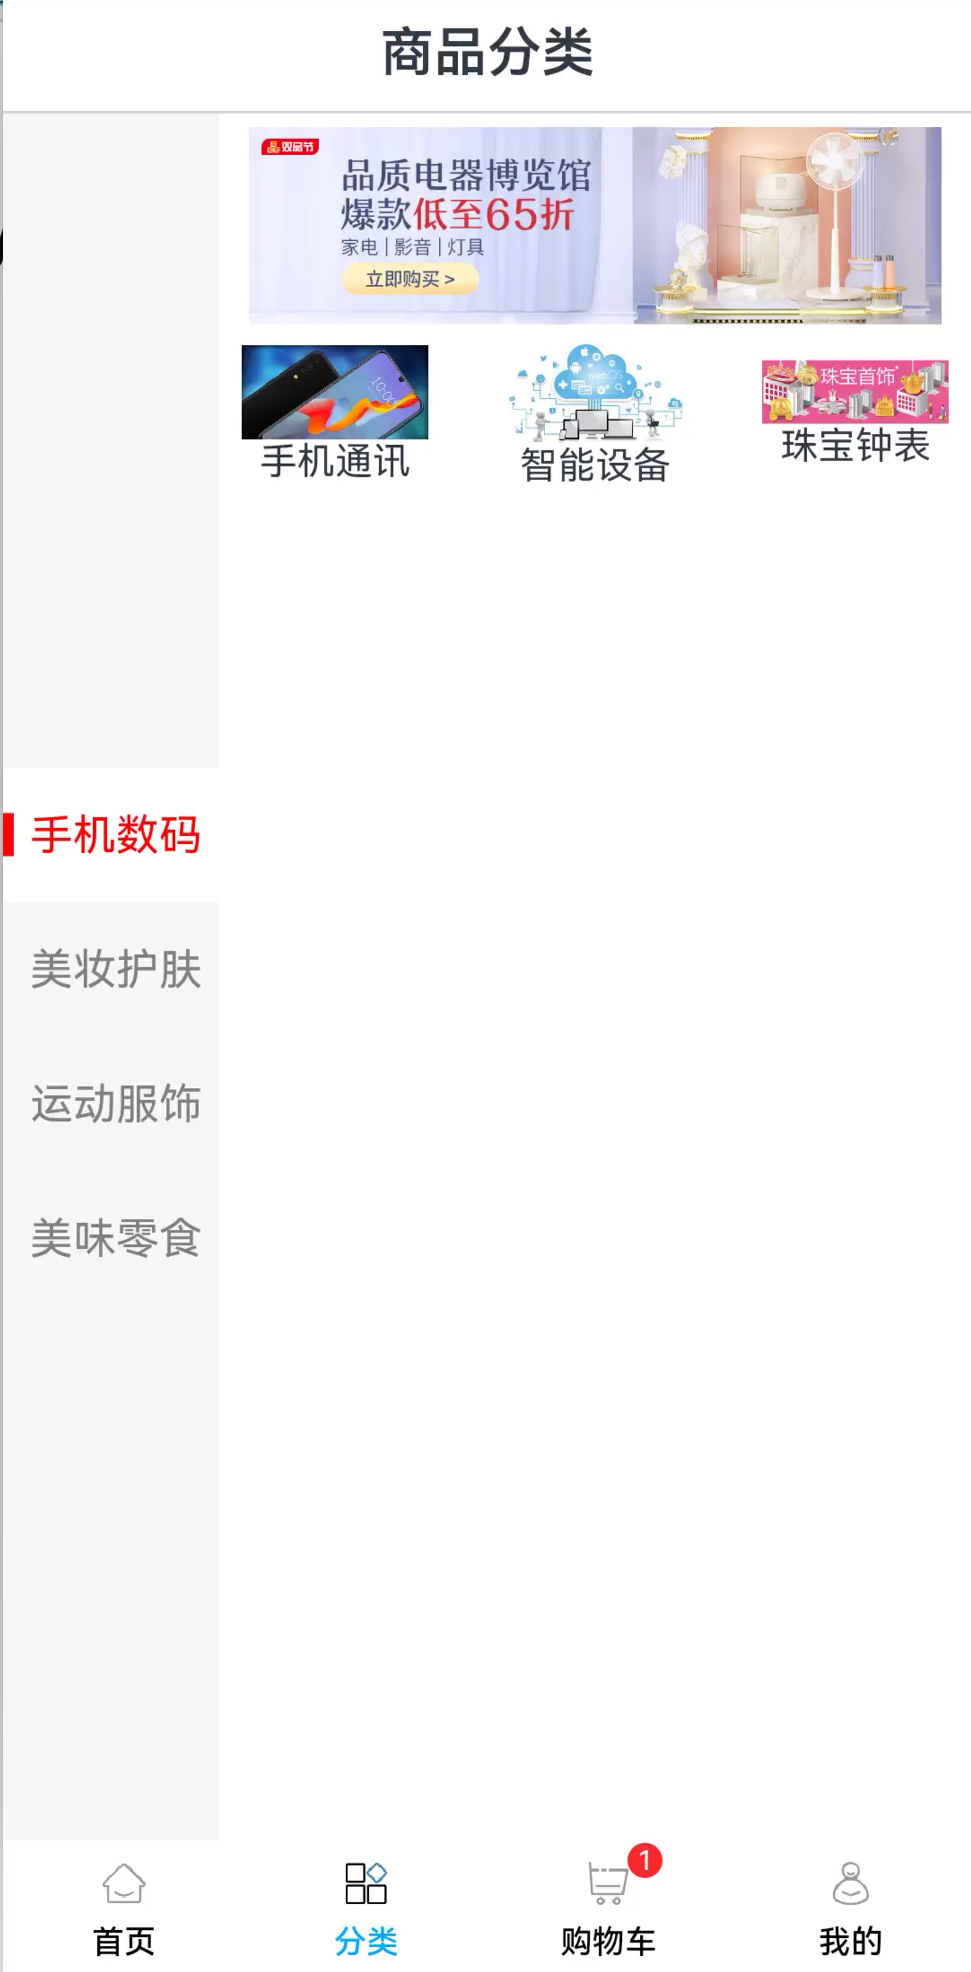 商品分类
双品节
品质电器博览馆
爆款低至65折
家电 | 影音 | 灯具
立即购买 >
10:00
webOS
珠宝首饰
手机通讯
智能设备
珠宝钟表
手机数码
美妆护肤
运动服饰
美味零食
1
首页
分类
购物车
我的